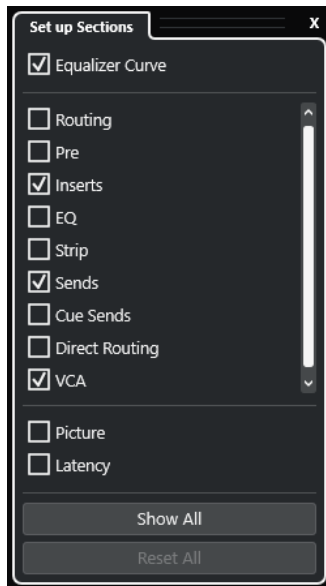 Set up Sections
X
Equalizer Curve
Routing
Pre
Inserts
EQ
Strip
Sends
Cue Sends
Direct Routing
VCA
Picture
Latency
Show All
Reset All